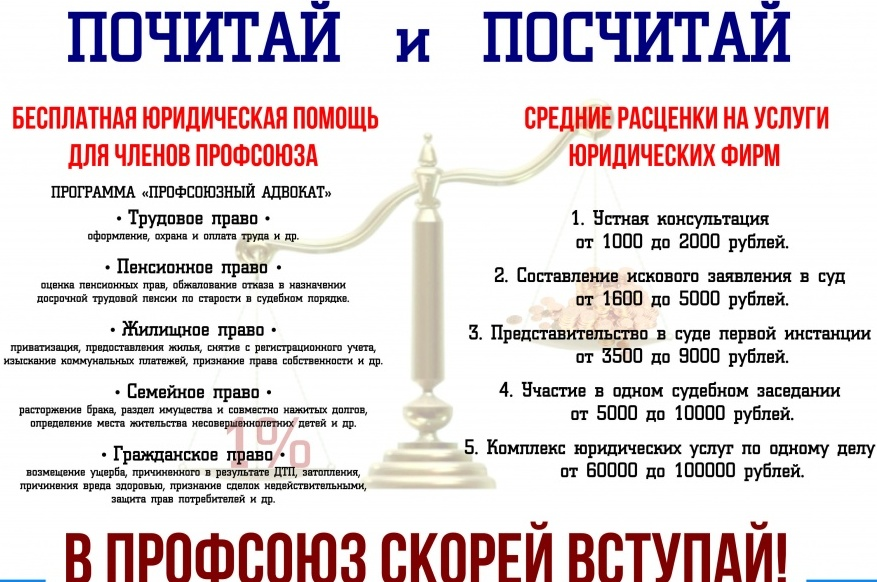 ПОЧИТАЙ и ПОСЧИТАЙ
БЕСПЛАТНАЯ ЮРИДИЧЕСКАЯ ПОМОЩЬ
ДЛЯ ЧЛЕНОВ ПРОФСОЮЗА
ПРОГРАММА «ПРОФСОЮЗНЫЙ АДВОКАТ»
• Трудовое право •
оформление, охрана и оплата труда и др.
• Пенсионное право •
оценка пенсионных прав, обжалование отказа в назначении
досрочной трудовой пенсии по старости в судебном порядке.
• Жилищное право •
приватизация, предоставления жилья, снятие с регистрационного учета,
изыскание коммунальных платежей, признание права собственности и др.
• Семейное право •
расторжение брака, раздел имущества и совместно нажитых долгов,
определение места жительства несовершеннолетних детей и др.
1%
• Гражданское право •
возмещение ущерба, причиненного в результате ДТП, затопления,
причинения вреда здоровью, признание сделок недействительными,
защита прав потребителей и др.
СРЕДНИЕ РАСЦЕНКИ НА УСЛУГИ
ЮРИДИЧЕСКИХ ФИРМ
1. Устная консультация
от 1000 до 2000 рублей.
2. Составление искового заявления в суд
от 1600 до 5000 рублей.
3. Представительство в суде первой инстанции
от 3500 до 9000 рублей.
4. Участие в одном судебном заседании
от 5000 до 10000 рублей.
5. Комплекс юридических услуг по одному делу
от 60000 до 100000 рублей.
В ПРОФСОЮЗ СКОРЕЙ ВСТУПАЙ!